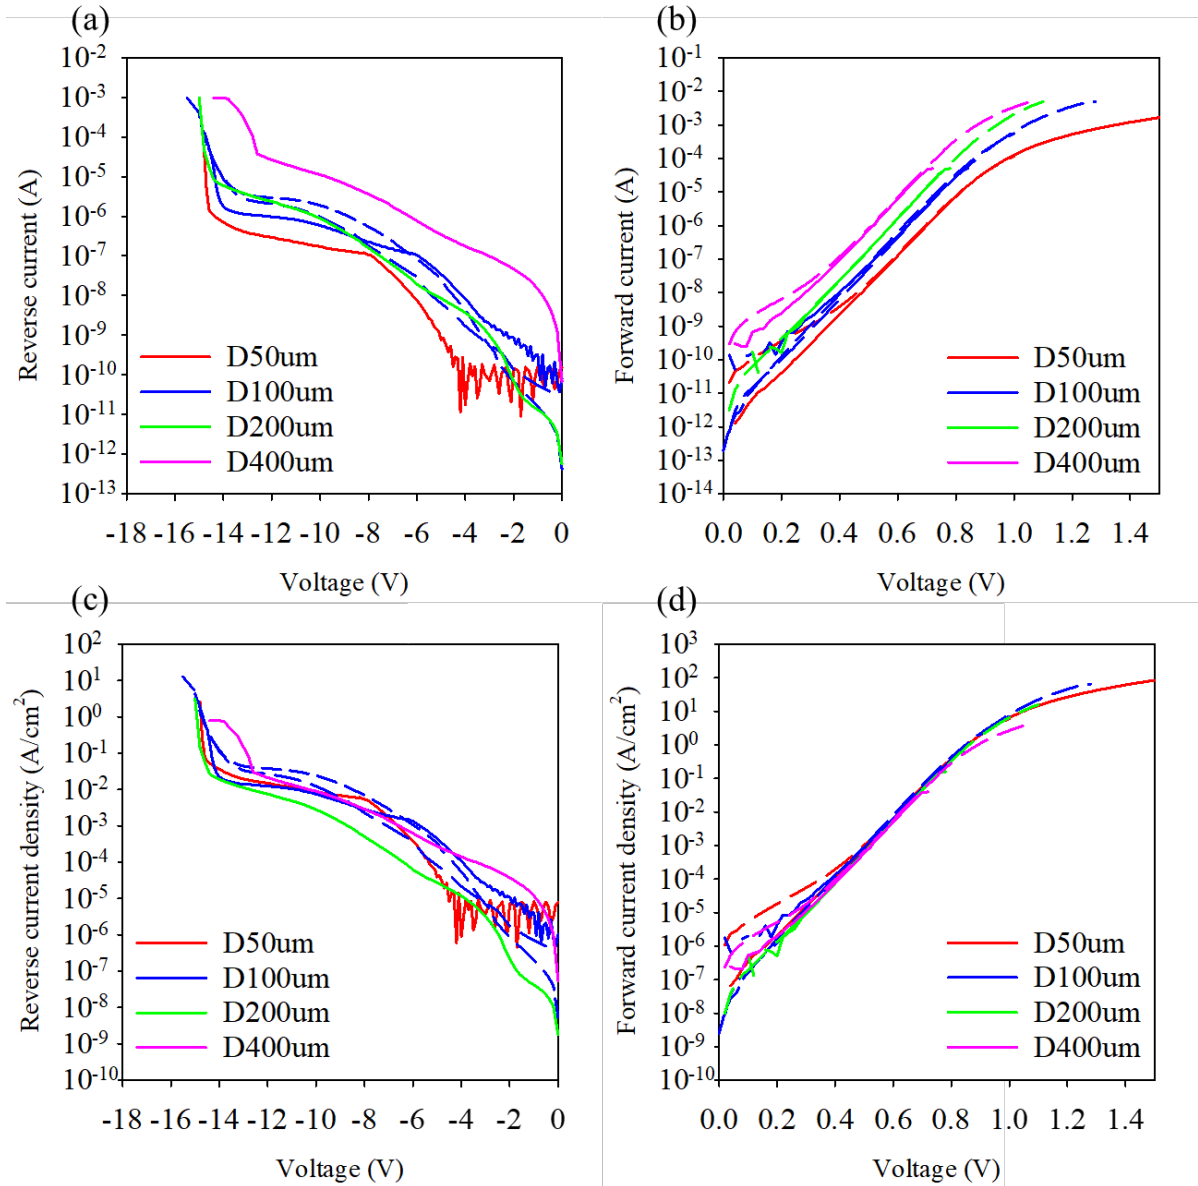 (a)
10⁻²
10⁻³
10⁻⁴
10⁻⁵
10⁻⁶
10⁻⁷
10⁻⁸
10⁻⁹
10⁻¹⁰
10⁻¹¹
10⁻¹²
10⁻¹³
Reverse current (A)
D50um
D100um
D200um
D400um
-18 -16 -14 -12 -10 -8 -6 -4 -2 0
Voltage (V)
(b)
10⁻¹
10⁻²
10⁻³
10⁻⁴
10⁻⁵
10⁻⁶
10⁻⁷
10⁻⁸
10⁻⁹
10⁻¹⁰
10⁻¹¹
10⁻¹²
10⁻¹³
10⁻¹⁴
Forward current (A)
D50um
D100um
D200um
D400um
0.0 0.2 0.4 0.6 0.8 1.0 1.2 1.4
Voltage (V)
(c)
10²
10¹
10⁰
10⁻¹
10⁻²
10⁻³
10⁻⁴
10⁻⁵
10⁻⁶
10⁻⁷
10⁻⁸
10⁻⁹
10⁻¹⁰
Reverse current density (A/cm²)
D50um
D100um
D200um
D400um
-18 -16 -14 -12 -10 -8 -6 -4 -2 0
Voltage (V)
(d)
10³
10²
10¹
10⁰
10⁻¹
10⁻²
10⁻³
10⁻⁴
10⁻⁵
10⁻⁶
10⁻⁷
10⁻⁸
10⁻⁹
10⁻¹⁰
Forward current density (A/cm²)
D50um
D100um
D200um
D400um
0.0 0.2 0.4 0.6 0.8 1.0 1.2 1.4
Voltage (V)